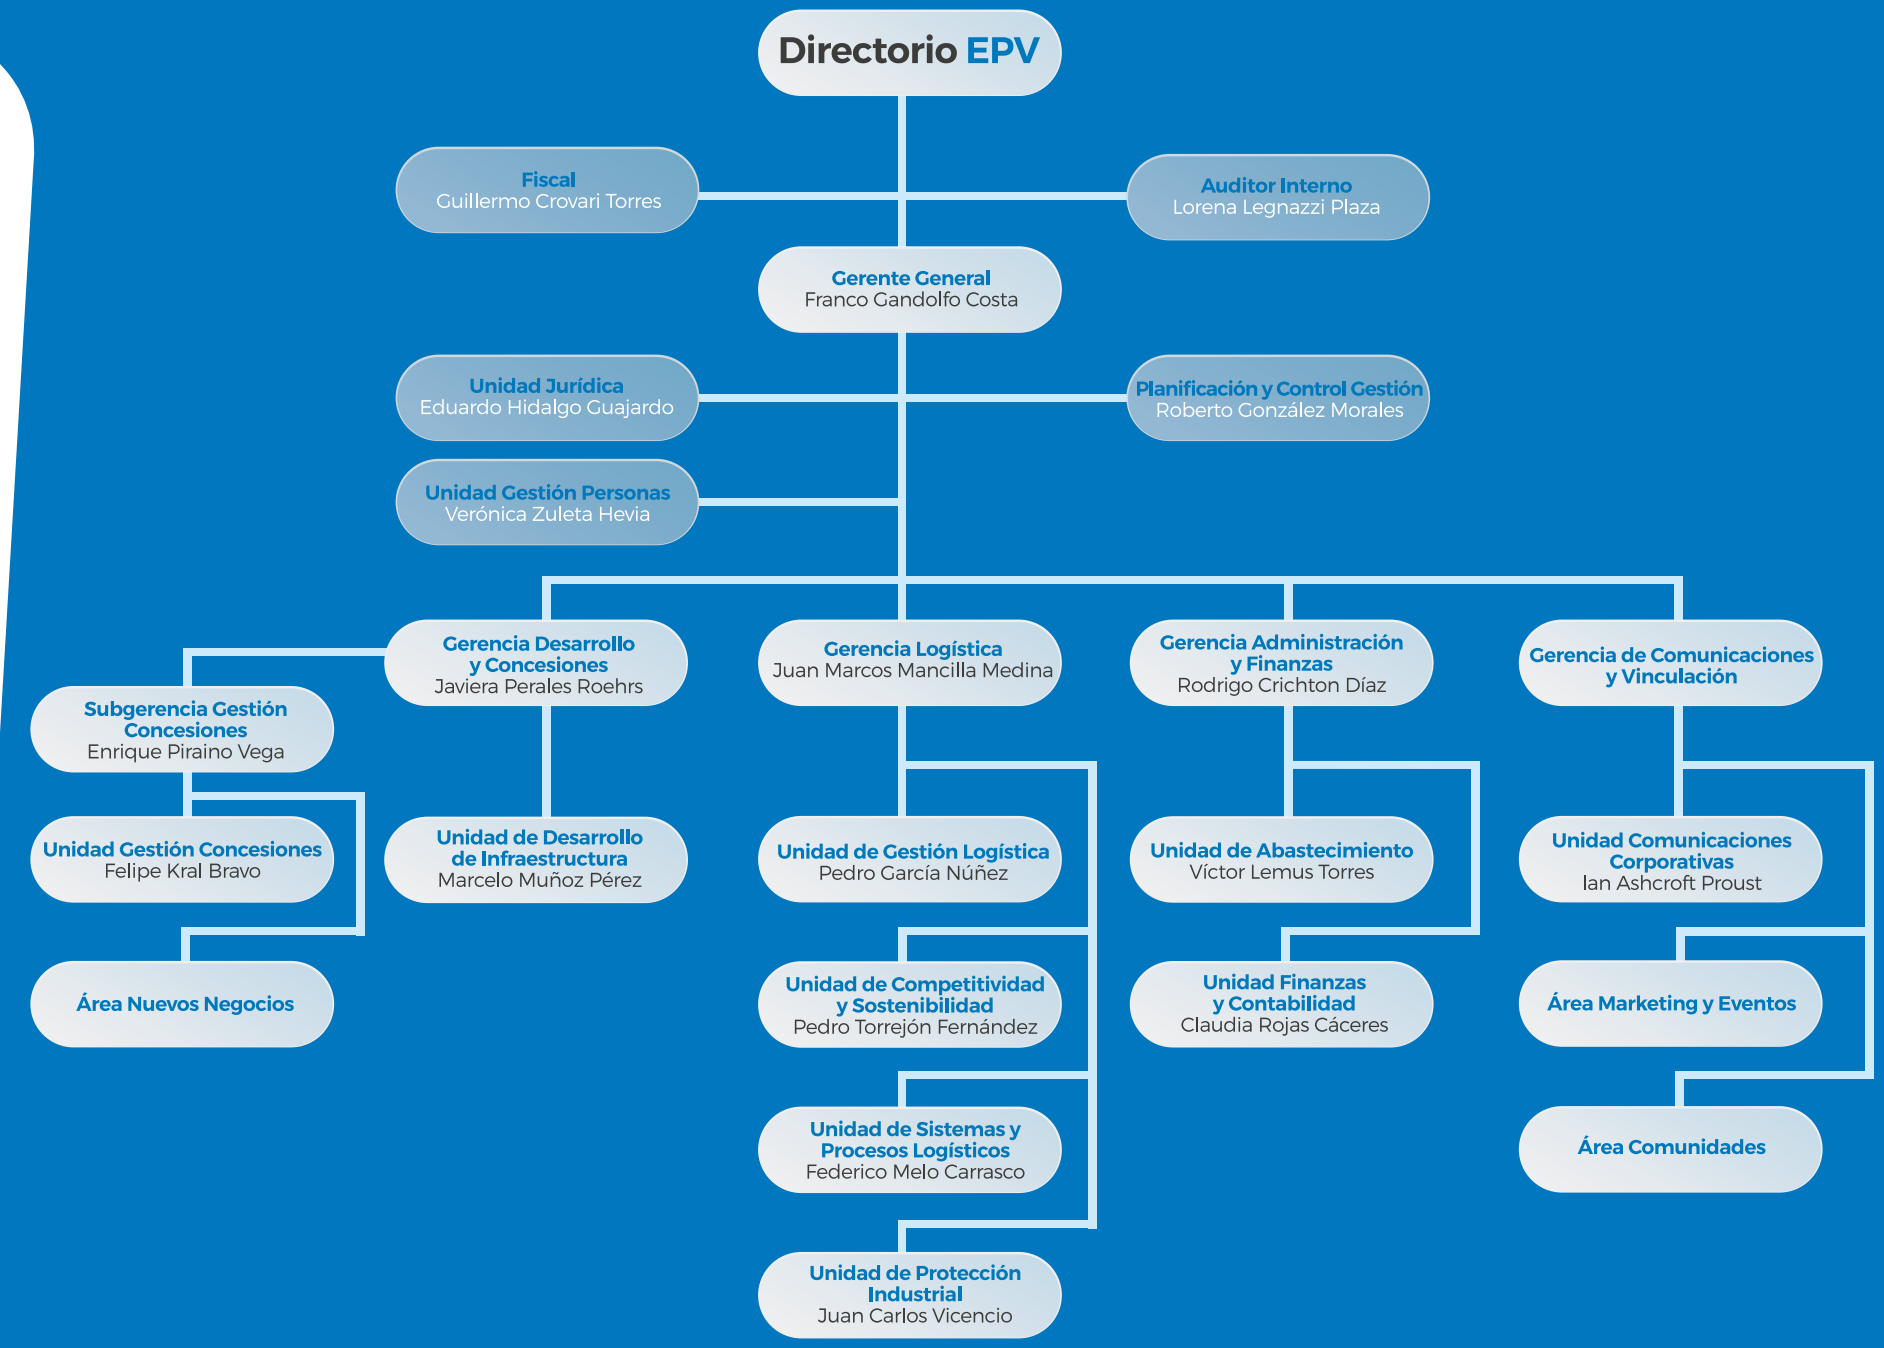 Directorio EPV
Fiscal
Guillermo Crovari Torres
Auditor Interno
Lorena Legnazzi Plaza
Gerente General
Franco Gandolfo Costa
Unidad Jurídica
Eduardo Hidalgo Guajardo
Planificación y Control Gestión
Roberto González Morales
Unidad Gestión Personas
Verónica Zuleta Hevia
Gerencia Desarrollo
y Concesiones
Javiera Perales Roehrs
Gerencia Logística
Juan Marcos Mancilla Medina
Gerencia Administración
y Finanzas
Rodrigo Crichton Díaz
Gerencia de Comunicaciones
y Vinculación
Subgerencia Gestión
Concesiones
Enrique Piraino Vega
Unidad Gestión Concesiones
Felipe Kral Bravo
Unidad de Desarrollo
de Infraestructura
Marcelo Muñoz Pérez
Unidad de Gestión Logística
Pedro García Núñez
Unidad de Abastecimiento
Víctor Lemus Torres
Unidad Comunicaciones
Corporativas
Ian Ashcroft Proust
Área Nuevos Negocios
Unidad de Competitividad
y Sostenibilidad
Pedro Torrejón Fernández
Unidad Finanzas
y Contabilidad
Claudia Rojas Cáceres
Área Marketing y Eventos
Unidad de Sistemas y
Procesos Logísticos
Federico Melo Carrasco
Área Comunidades
Unidad de Protección
Industrial
Juan Carlos Vicencio